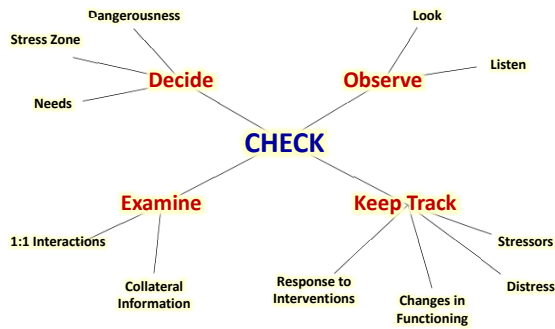 Dangerousness
Stress Zone
Needs
Decide
Look
Listen
Observe
CHECK
Examine
1:1 Interactions
Collateral
Information
Keep Track
Stressors
Distress
Changes in
Functioning
Response to
Interventions